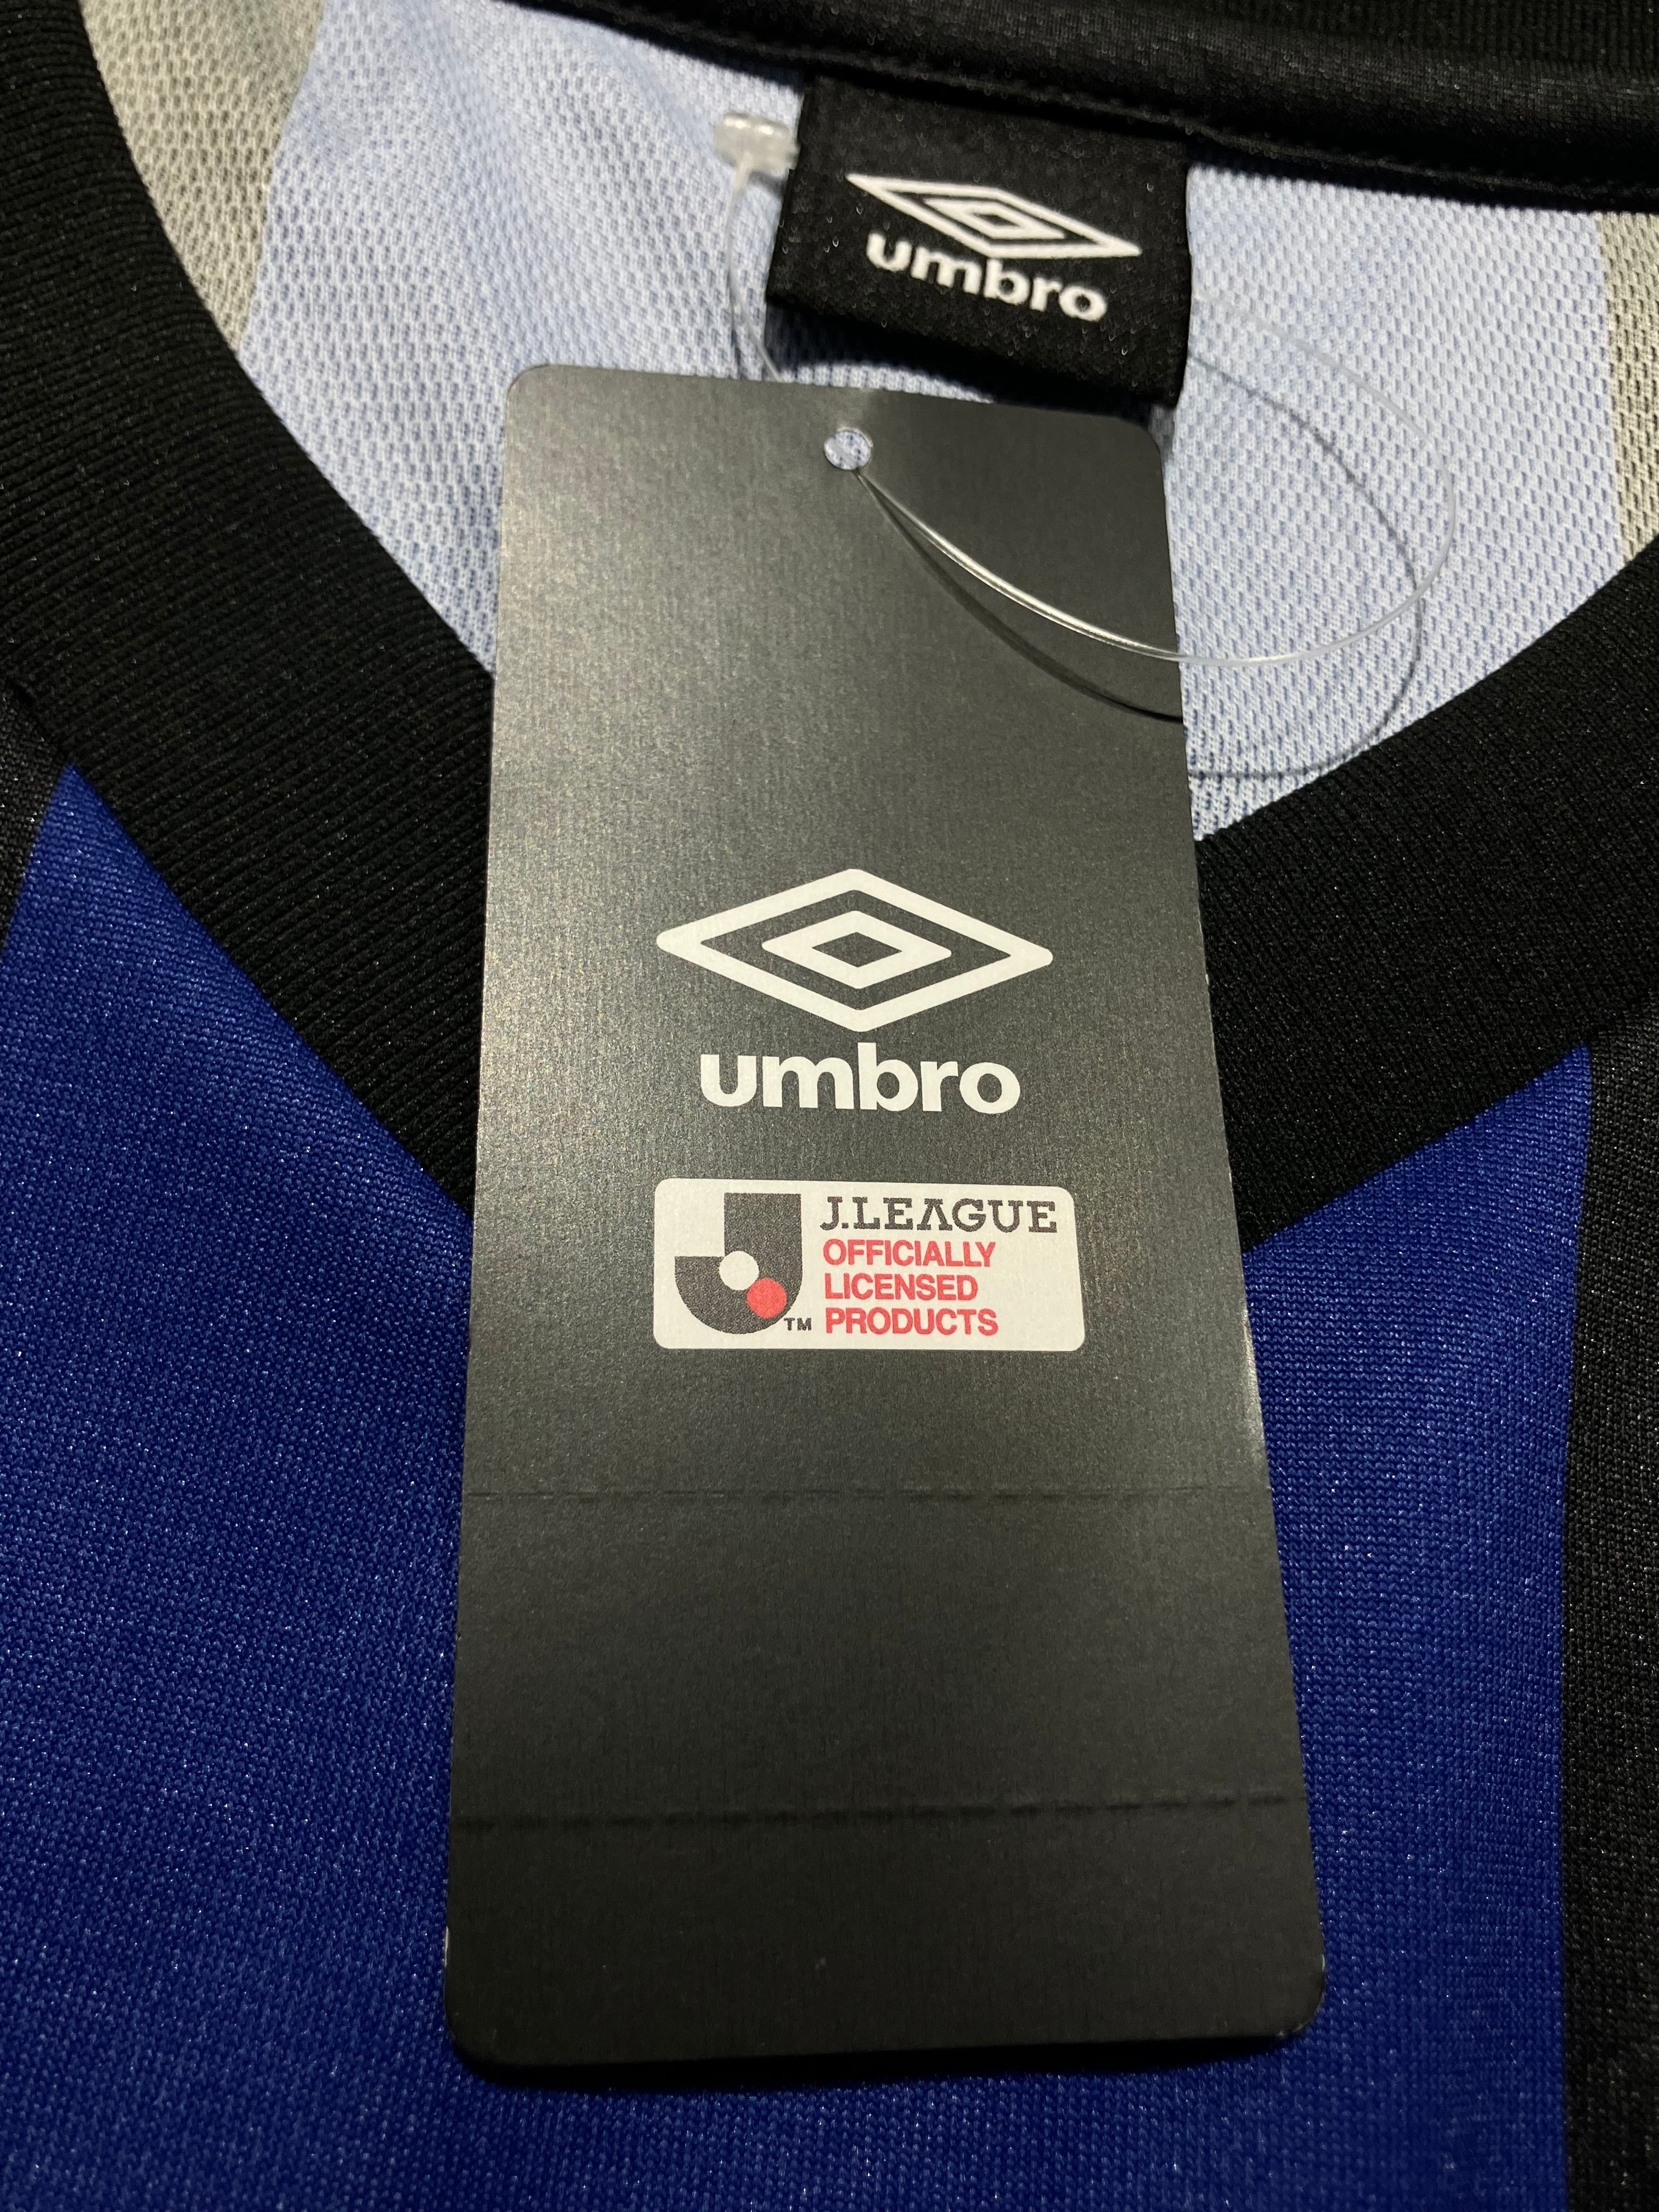 umbro
umbro
J.LEAGUE
OFFICIALLY
LICENSED
TM PRODUCTS